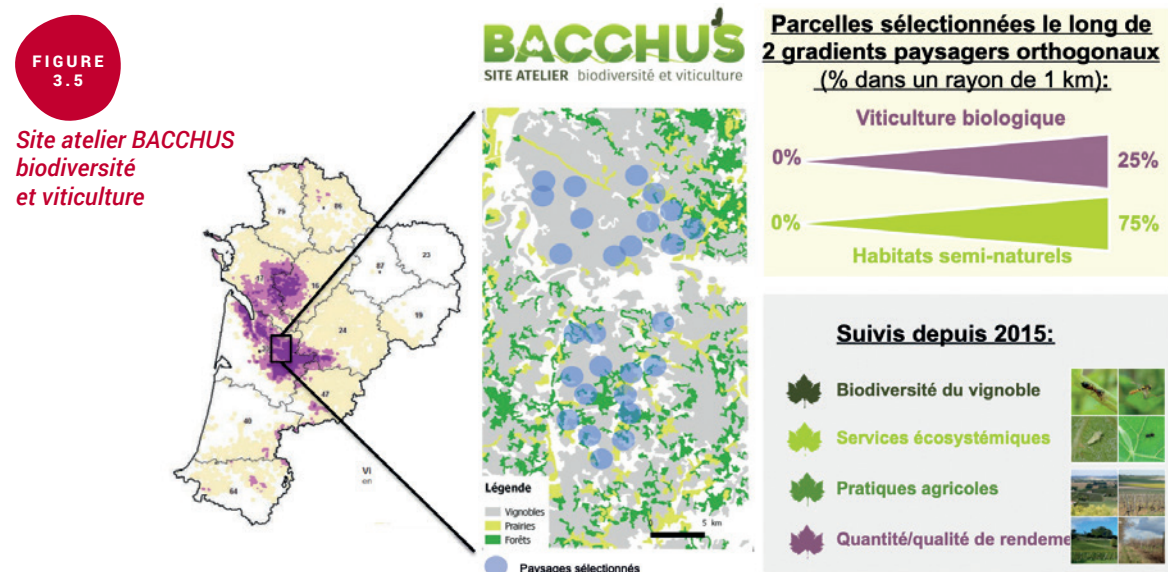 FIGURE
3.5
Site atelier BACCHUS
biodiversité
et viticulture
79
86
23
87
17
16
19
24
47
40
64
VI
on
BACCHUS
SITE ATELIER biodiversité et viticulture
Légende
Vignobles
Prairies
Forêts
0 5 km
Paysages sélectionnés
Parcelles sélectionnées le long de
2 gradients paysagers orthogonaux
(% dans un rayon de 1 km):
Viticulture biologique
0% 25%
0% 75%
Habitats semi-naturels
Suivis depuis 2015:
Biodiversité du vignoble
Services écosystémiques
Pratiques agricoles
Quantité/qualité de rendeme